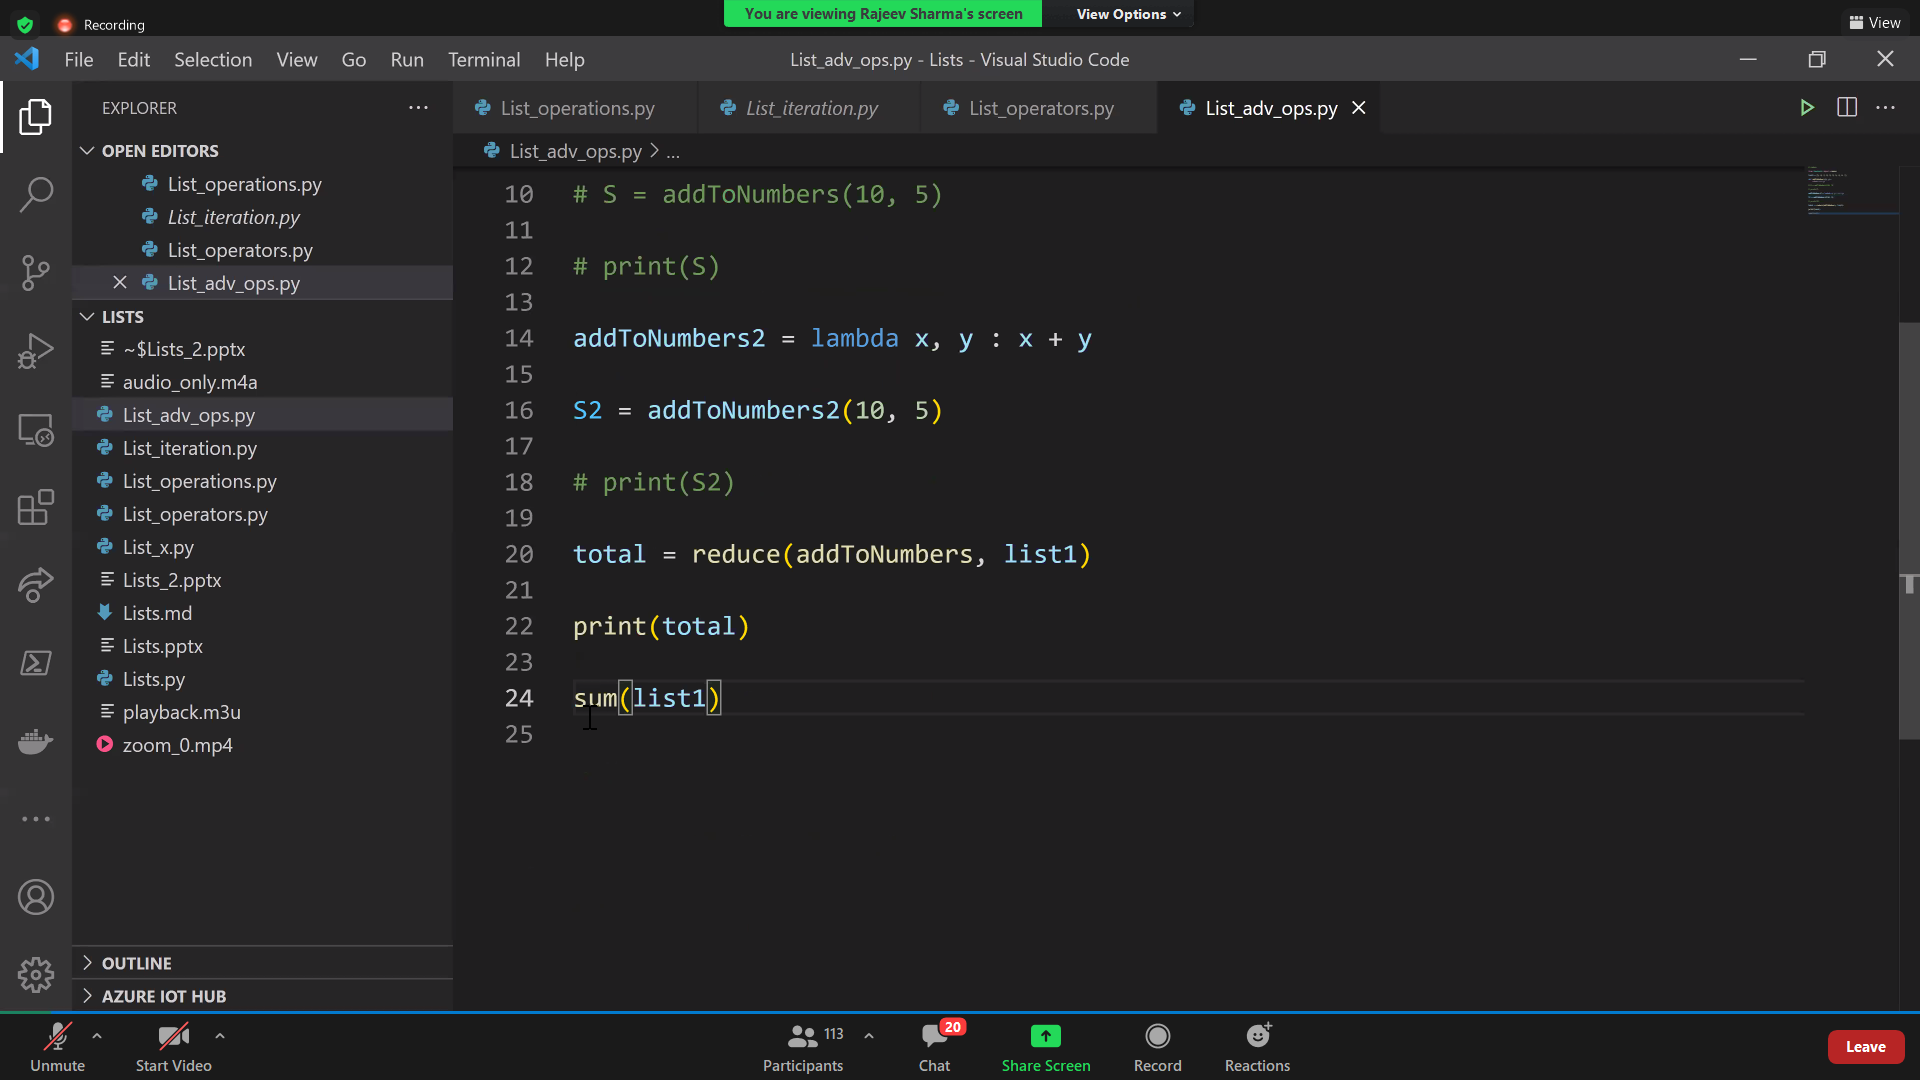 Recording
You are viewing Rajeev Sharma's screen
View Options
View
File Edit Selection View Go Run Terminal Help
List_adv_ops.py - Lists - Visual Studio Code
EXPLORER
List_operations.py
List_iteration.py
List_operators.py
List_adv_ops.py
OPEN EDITORS
List_operations.py
List_iteration.py
List_operators.py
List_adv_ops.py
LISTS
~$Lists_2.pptx
audio_only.m4a
List_adv_ops.py
List_iteration.py
List_operations.py
List_operators.py
List_x.py
Lists_2.pptx
Lists.md
Lists.pptx
Lists.py
playback.m3u
zoom_0.mp4
OUTLINE
AZURE IOT HUB
List_adv_ops.py > ...
10 # S = addToNumbers(10, 5)
11
12 # print(S)
13
14 addToNumbers2 = lambda x, y : x + y
15
16 S2 = addToNumbers2(10, 5)
17
18 # print(S2)
19
20 total = reduce(addToNumbers, list1)
21
22 print(total)
23
24 sum(list1)
25
Unmute
Start Video
113
Participants
20
Chat
Share Screen
Record
Reactions
Leave